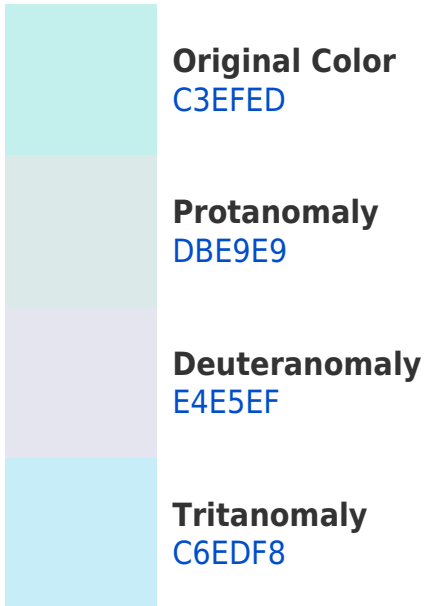 Original Color
C3EFED
Protanomaly
DBE9E9
Deuteranomaly
E4E5EF
Tritanomaly
C6EDF8